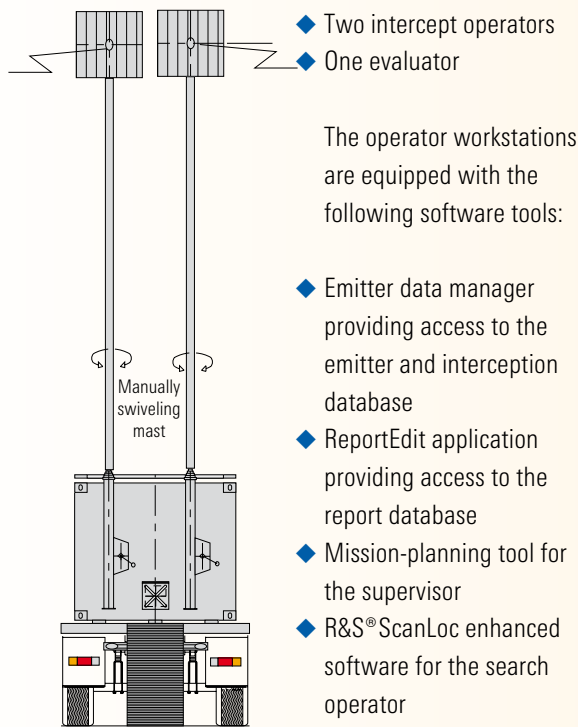 ◆ Two intercept operators
◆ One evaluator
The operator workstations
are equipped with the
following software tools:
◆ Emitter data manager
providing access to the
emitter and interception
database
◆ ReportEdit application
providing access to the
report database
◆ Mission-planning tool for
the supervisor
◆ R&S®ScanLoc enhanced
software for the search
operator
Manually
swiveling
mast